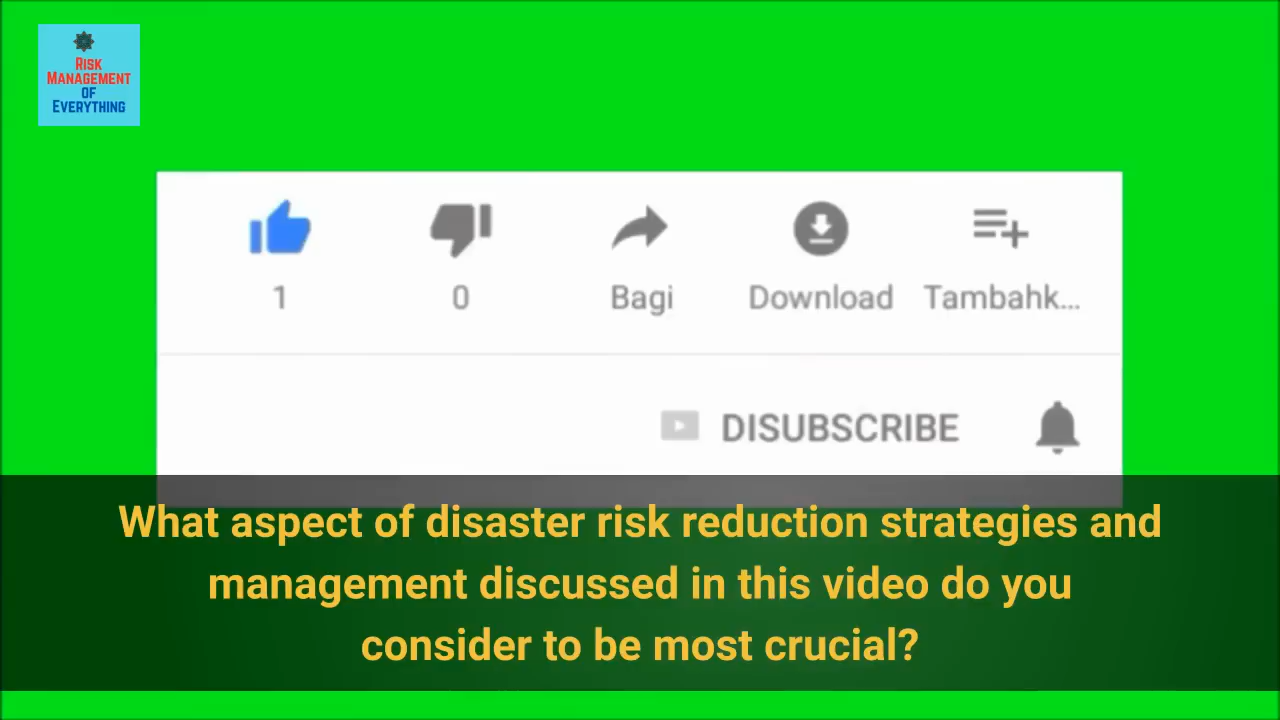 Risk
Management
of
Everything
1
0
Bagi
Download
Tambahk...
DISUBSCRIBE
What aspect of disaster risk reduction strategies and
management discussed in this video do you
consider to be most crucial?